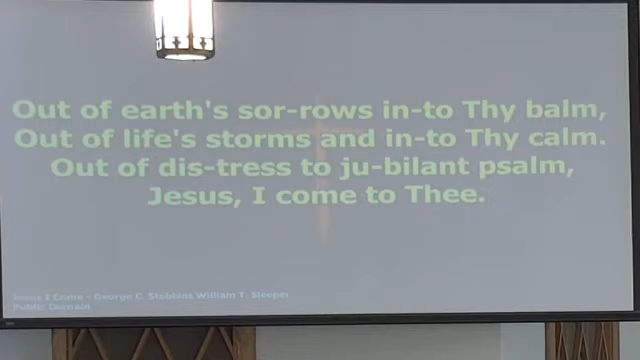 Out of earth's sor-rows in-to Thy balm,
Out of life's storms and in-to Thy calm.
Out of dis-tress to ju-bilant psalm,
Jesus, I come to Thee.
Jesus I Come - George C. Stebbins William T. Sleeper
Public Domain